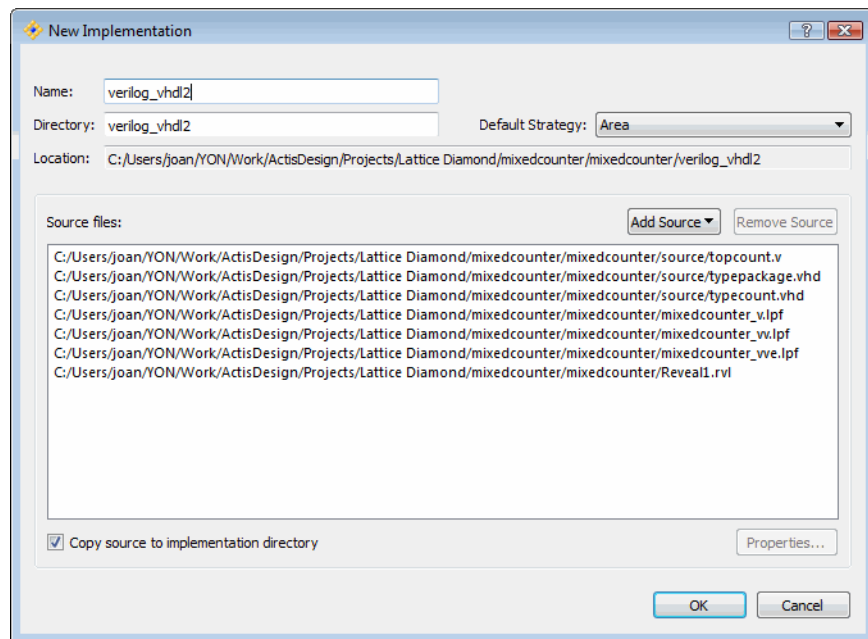 New Implementation
Name: verilog_vhdl2
Directory: verilog_vhdl2 Default Strategy: Area
Location: C:/Users/joan/YON/Work/ActisDesign/Projects/Lattice Diamond/mixedcounter/mixedcounter/verilog_vhdl2
Source files: Add Source Remove Source
C:/Users/joan/YON/Work/ActisDesign/Projects/Lattice Diamond/mixedcounter/mixedcounter/source/topcount.v
C:/Users/joan/YON/Work/ActisDesign/Projects/Lattice Diamond/mixedcounter/mixedcounter/source/typepackage.vhd
C:/Users/joan/YON/Work/ActisDesign/Projects/Lattice Diamond/mixedcounter/mixedcounter/source/typecount.vhd
C:/Users/joan/YON/Work/ActisDesign/Projects/Lattice Diamond/mixedcounter/mixedcounter/mixedcounter_v.lpf
C:/Users/joan/YON/Work/ActisDesign/Projects/Lattice Diamond/mixedcounter/mixedcounter/mixedcounter_vv.lpf
C:/Users/joan/YON/Work/ActisDesign/Projects/Lattice Diamond/mixedcounter/mixedcounter/mixedcounter_vve.lpf
C:/Users/joan/YON/Work/ActisDesign/Projects/Lattice Diamond/mixedcounter/mixedcounter/Reveal1.rvl
Copy source to implementation directory Properties...
OK Cancel